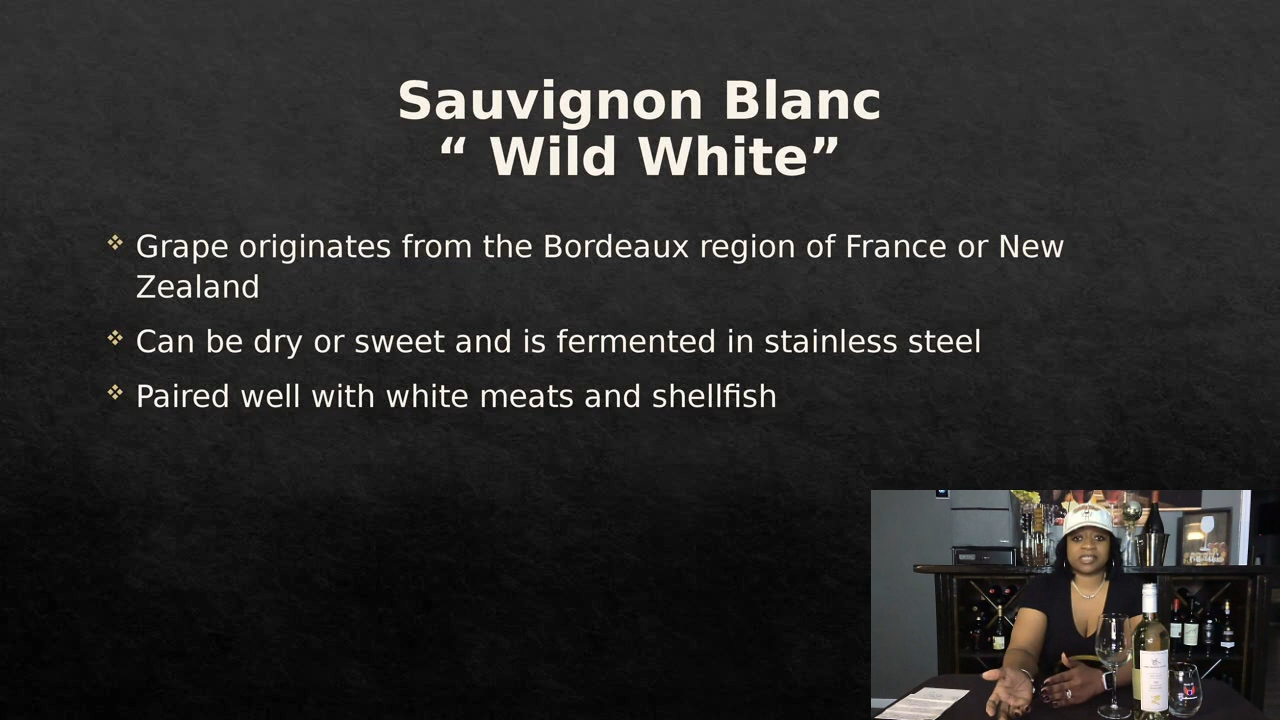 Sauvignon Blanc
“ Wild White”
❖ Grape originates from the Bordeaux region of France or New
Zealand
❖ Can be dry or sweet and is fermented in stainless steel
❖ Paired well with white meats and shellfish